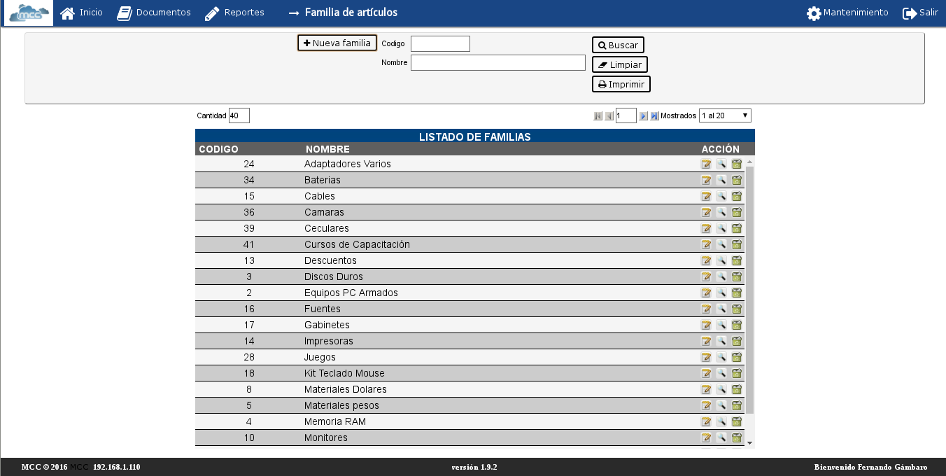 MCC Inicio Documentos Reportes → Familia de artículos Mantenimiento Salir
+ Nueva familia Codigo Buscar
Nombre Limpiar
Imprimir
Cantidad 40 1 Mostrados 1 al 20
LISTADO DE FAMILIAS
CODIGO NOMBRE ACCIÓN
24 Adaptadores Varios
34 Baterias
15 Cables
36 Camaras
39 Ceculares
41 Cursos de Capacitación
13 Descuentos
3 Discos Duros
2 Equipos PC Armados
16 Fuentes
17 Gabinetes
14 Impresoras
28 Juegos
18 Kit Teclado Mouse
8 Materiales Dolares
5 Materiales pesos
4 Memoria RAM
10 Monitores
MCC © 2016 MCC 192.168.1.110 versión 1.9.2 Bienvenido Fernando Gámbaro